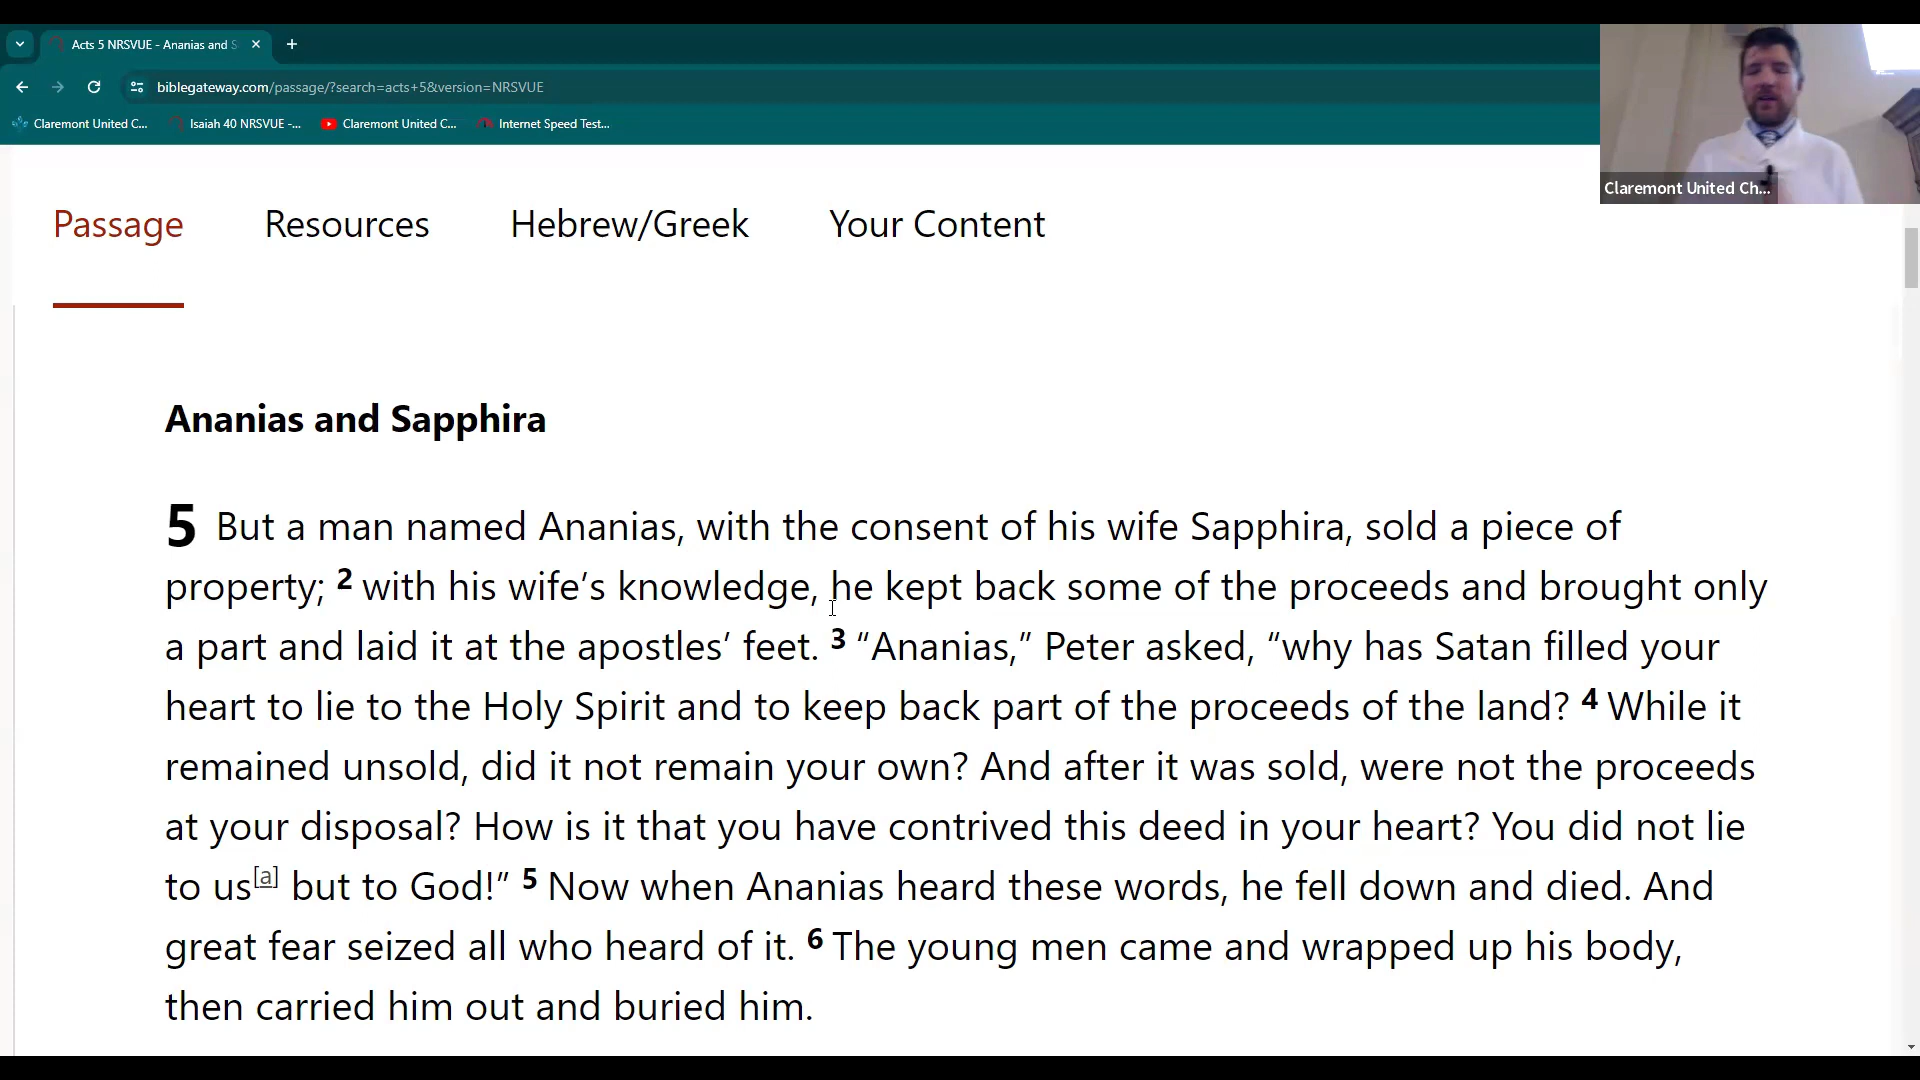 Acts 5 NRSVUE - Ananias and S
biblegateway.com/passage/?search=acts+5&version=NRSVUE
Claremont United C...
Isaiah 40 NRSVUE -...
Claremont United C...
Internet Speed Test...
Claremont United Ch...
Passage
Resources
Hebrew/Greek
Your Content
Ananias and Sapphira
5 But a man named Ananias, with the consent of his wife Sapphira, sold a piece of
property; 2 with his wife’s knowledge, he kept back some of the proceeds and brought only
a part and laid it at the apostles’ feet. 3 “Ananias,” Peter asked, “why has Satan filled your
heart to lie to the Holy Spirit and to keep back part of the proceeds of the land? 4 While it
remained unsold, did it not remain your own? And after it was sold, were not the proceeds
at your disposal? How is it that you have contrived this deed in your heart? You did not lie
to us[a] but to God!” 5 Now when Ananias heard these words, he fell down and died. And
great fear seized all who heard of it. 6 The young men came and wrapped up his body,
then carried him out and buried him.